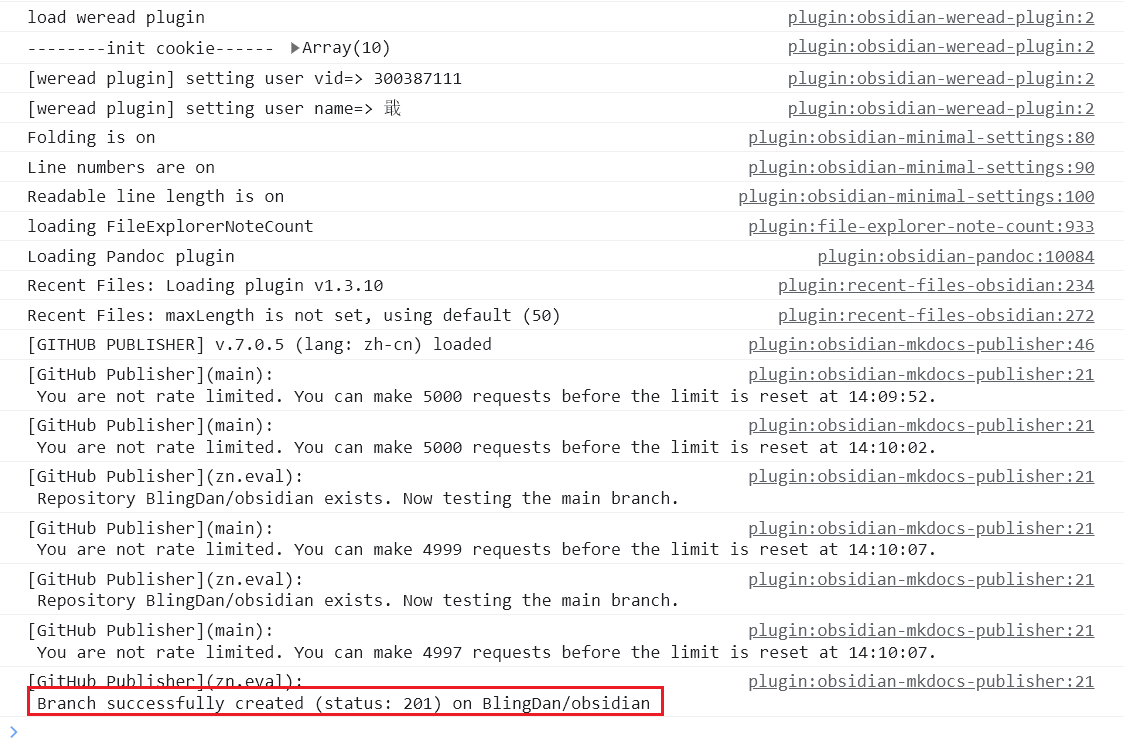 load weread plugin plugin:obsidian-weread-plugin:2
--------init cookie------ ▶Array(10) plugin:obsidian-weread-plugin:2
[weread plugin] setting user vid=> 300387111 plugin:obsidian-weread-plugin:2
[weread plugin] setting user name=> 戢 plugin:obsidian-weread-plugin:2
Folding is on plugin:obsidian-minimal-settings:80
Line numbers are on plugin:obsidian-minimal-settings:90
Readable line length is on plugin:obsidian-minimal-settings:100
loading FileExplorerNoteCount plugin:file-explorer-note-count:933
Loading Pandoc plugin plugin:obsidian-pandoc:10084
Recent Files: Loading plugin v1.3.10 plugin:recent-files-obsidian:234
Recent Files: maxLength is not set, using default (50) plugin:recent-files-obsidian:272
[GITHUB PUBLISHER] v.7.0.5 (lang: zh-cn) loaded plugin:obsidian-mkdocs-publisher:46
[GitHub Publisher](main): plugin:obsidian-mkdocs-publisher:21
You are not rate limited. You can make 5000 requests before the limit is reset at 14:09:52.
[GitHub Publisher](main): plugin:obsidian-mkdocs-publisher:21
You are not rate limited. You can make 5000 requests before the limit is reset at 14:10:02.
[GitHub Publisher](zn.eval): plugin:obsidian-mkdocs-publisher:21
Repository BlingDan/obsidian exists. Now testing the main branch.
[GitHub Publisher](main): plugin:obsidian-mkdocs-publisher:21
You are not rate limited. You can make 4999 requests before the limit is reset at 14:10:07.
[GitHub Publisher](zn.eval): plugin:obsidian-mkdocs-publisher:21
Repository BlingDan/obsidian exists. Now testing the main branch.
[GitHub Publisher](main): plugin:obsidian-mkdocs-publisher:21
You are not rate limited. You can make 4997 requests before the limit is reset at 14:10:07.
[GitHub Publisher](zn.eval): plugin:obsidian-mkdocs-publisher:21
Branch successfully created (status: 201) on BlingDan/obsidian